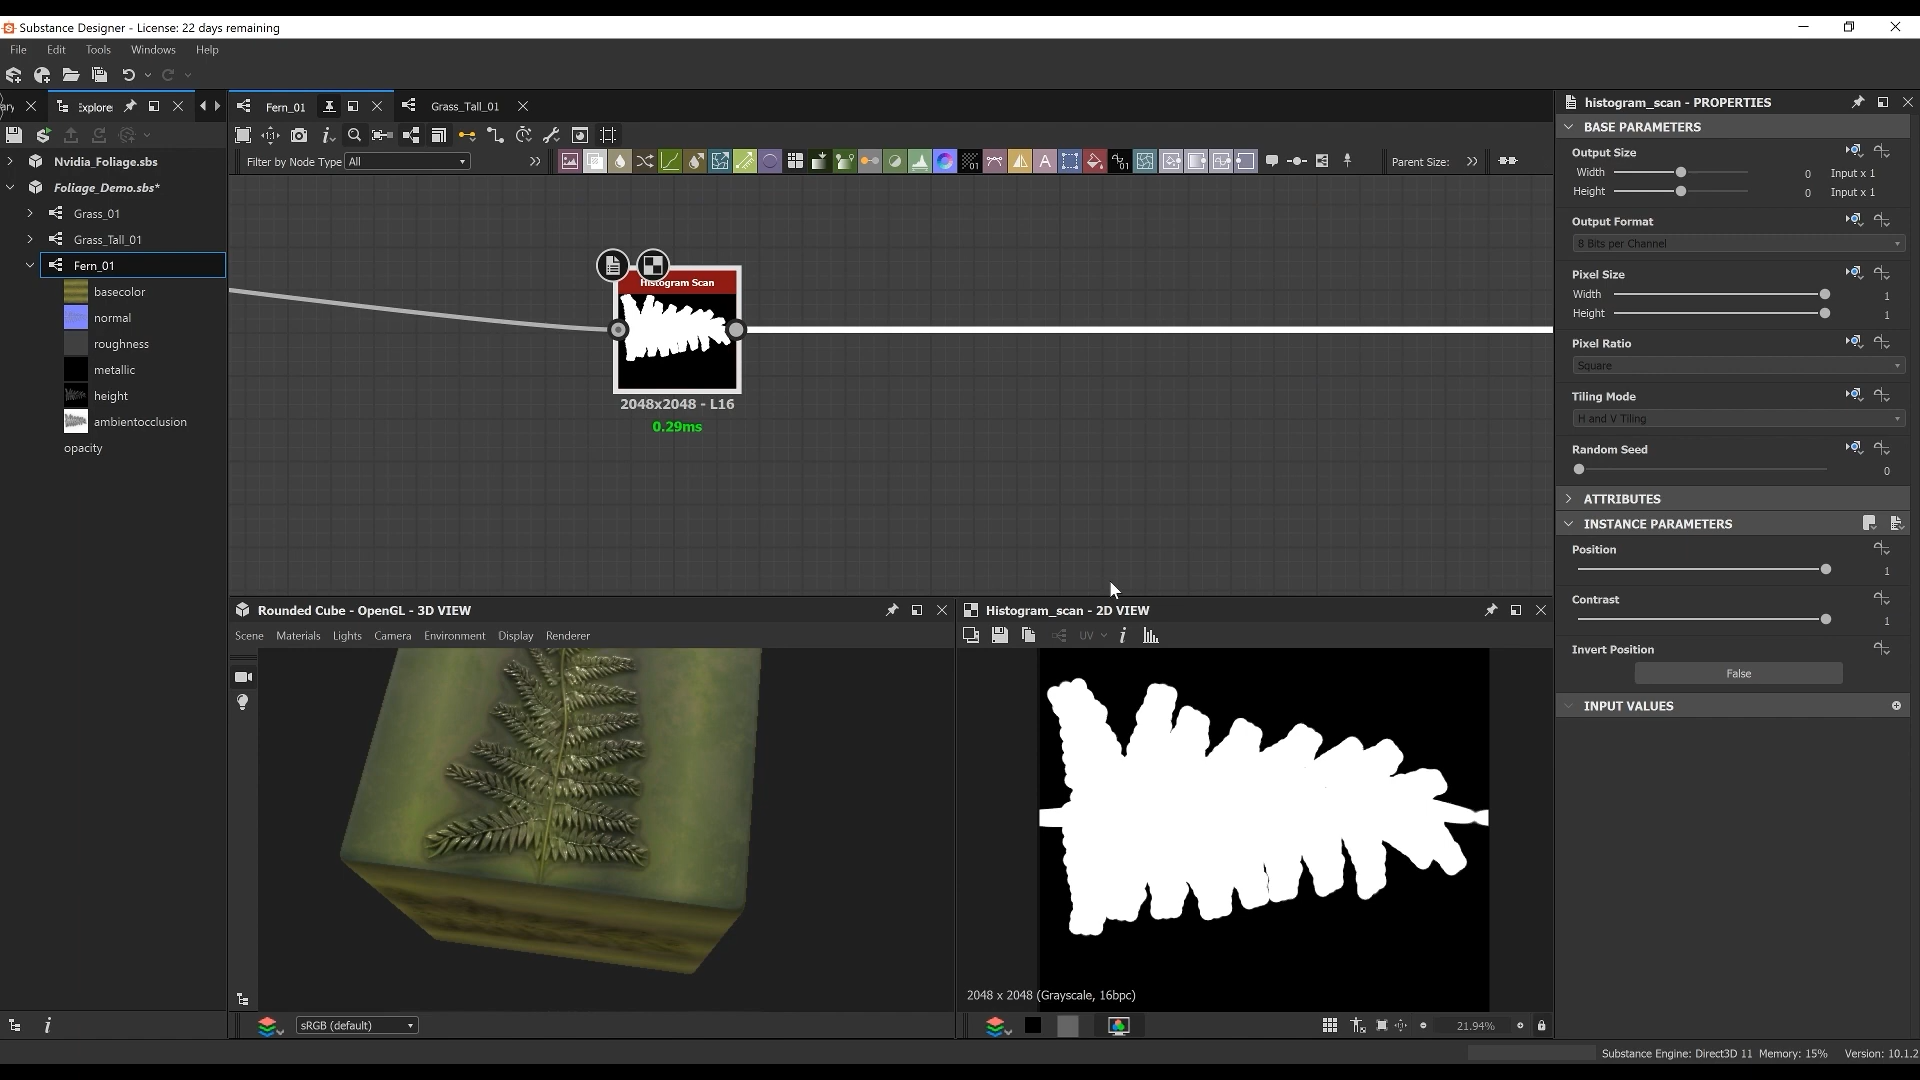 Substance Designer - License: 22 days remaining
File Edit Tools Windows Help
ary Explorer
Fern_01 Grass_Tall_01
histogram_scan - PROPERTIES
BASE PARAMETERS
Filter by Node Type All
Parent Size:
Nvidia_Foliage.sbs
Foliage_Demo.sbs*
Grass_01
Grass_Tall_01
Fern_01
basecolor
normal
roughness
metallic
height
ambientocclusion
opacity
Histogram Scan
2048x2048 - L16
0.29ms
Output Size
Width 0 Input x 1
Height 0 Input x 1
Output Format
8 Bits per Channel
Pixel Size
Width 1
Height 1
Pixel Ratio
Square
Tiling Mode
H and V Tiling
Random Seed
0
ATTRIBUTES
INSTANCE PARAMETERS
Position
1
Contrast
1
Invert Position
False
INPUT VALUES
Rounded Cube - OpenGL - 3D VIEW
Scene Materials Lights Camera Environment Display Renderer
sRGB (default)
Histogram_scan - 2D VIEW
UV
2048 x 2048 (Grayscale, 16bpc)
21.94%
Substance Engine: Direct3D 11 Memory: 15% Version: 10.1.2